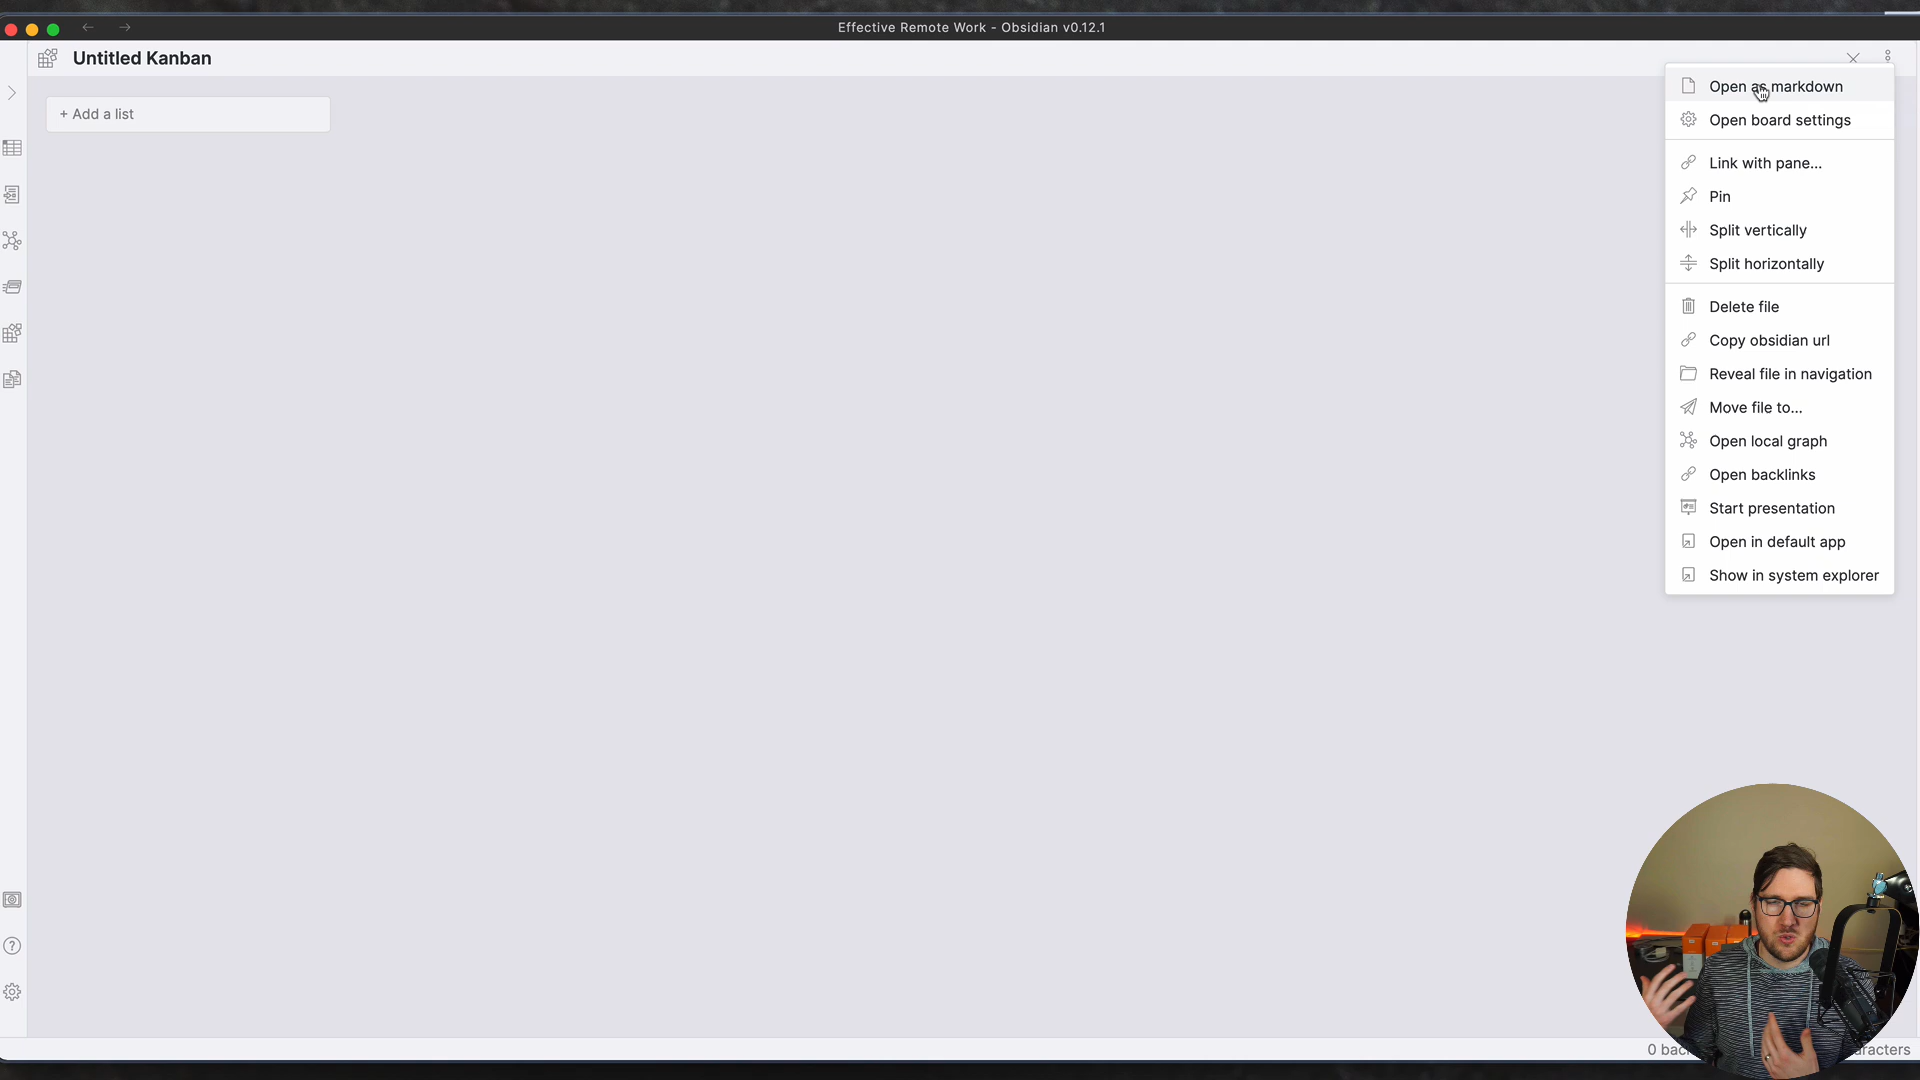 Effective Remote Work - Obsidian v0.12.1
Untitled Kanban
+ Add a list
Open as markdown
Open board settings
Link with pane...
Pin
Split vertically
Split horizontally
Delete file
Copy obsidian url
Reveal file in navigation
Move file to...
Open local graph
Open backlinks
Start presentation
Open in default app
Show in system explorer
0